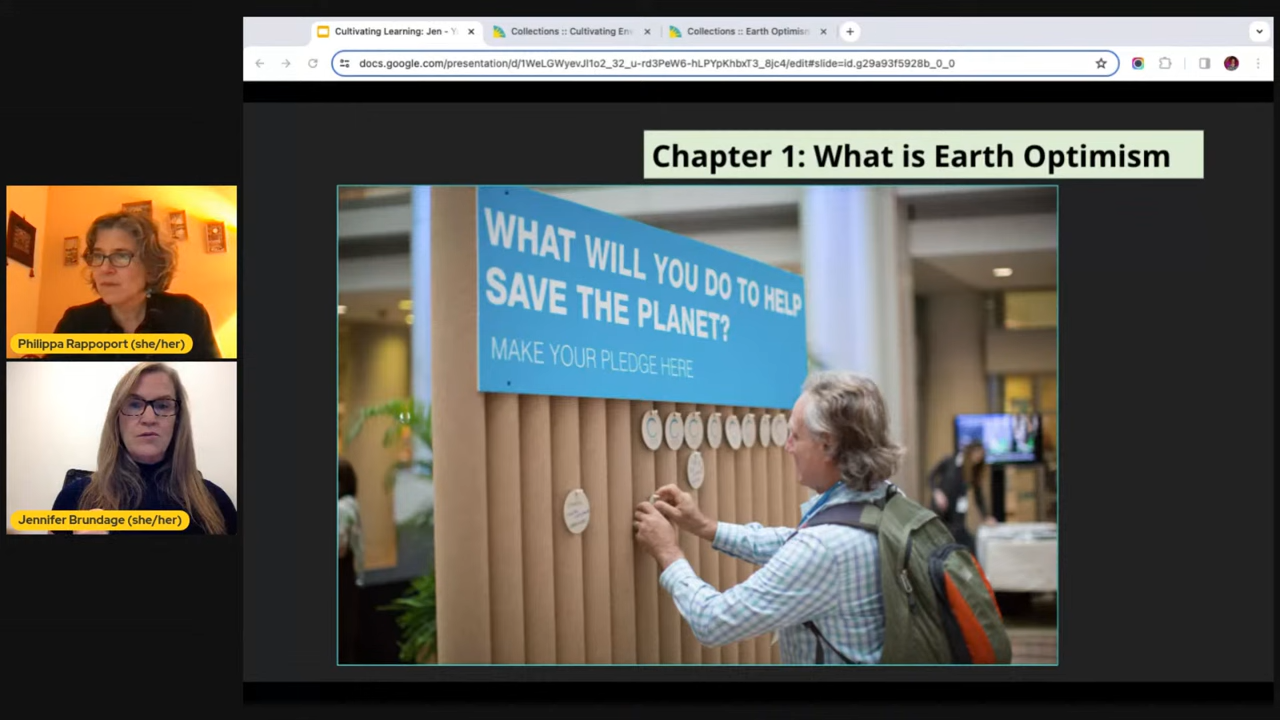 Cultivating Learning: Jen - Y
Collections :: Cultivating En
Collections :: Earth Optimism
docs.google.com/presentation/d/1WeLGWyevJl1o2_32_u-rd3PeW6-hLPYpKhbxT3_8jc4/edit#slide=id.g29a93f5928b_0_0
Chapter 1: What is Earth Optimism
WHAT WILL YOU DO TO HELP
SAVE THE PLANET?
MAKE YOUR PLEDGE HERE
Philippa Rappoport (she/her)
Jennifer Brundage (she/her)